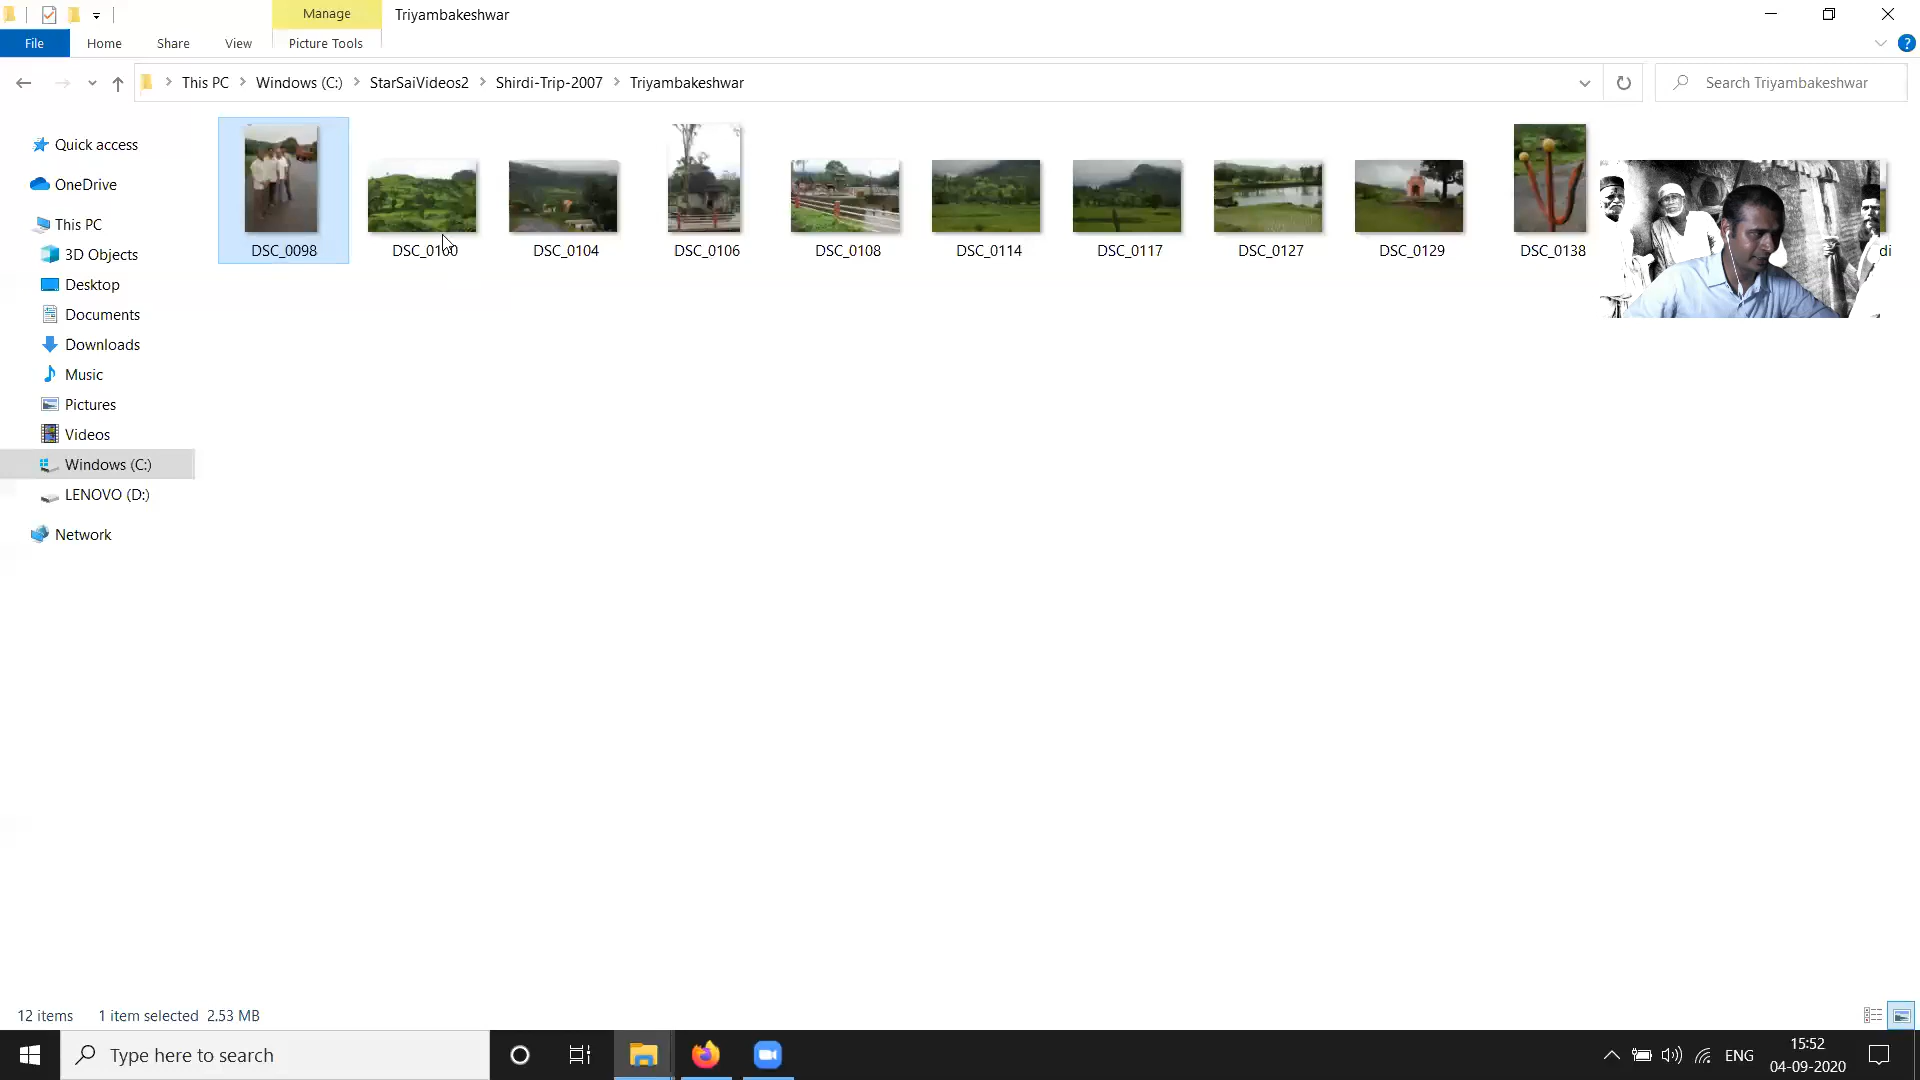 Manage
Triyambakeshwar
File
Home
Share
View
Picture Tools
This PC
Windows (C:)
StarSaiVideos2
Shirdi-Trip-2007
Triyambakeshwar
Search Triyambakeshwar
Quick access
OneDrive
This PC
3D Objects
Desktop
Documents
Downloads
Music
Pictures
Videos
Windows (C:)
LENOVO (D:)
Network
DSC_0098
DSC_0100
DSC_0104
DSC_0106
DSC_0108
DSC_0114
DSC_0117
DSC_0127
DSC_0129
DSC_0138
di
12 items
1 item selected 2.53 MB
Type here to search
ENG
15:52
04-09-2020